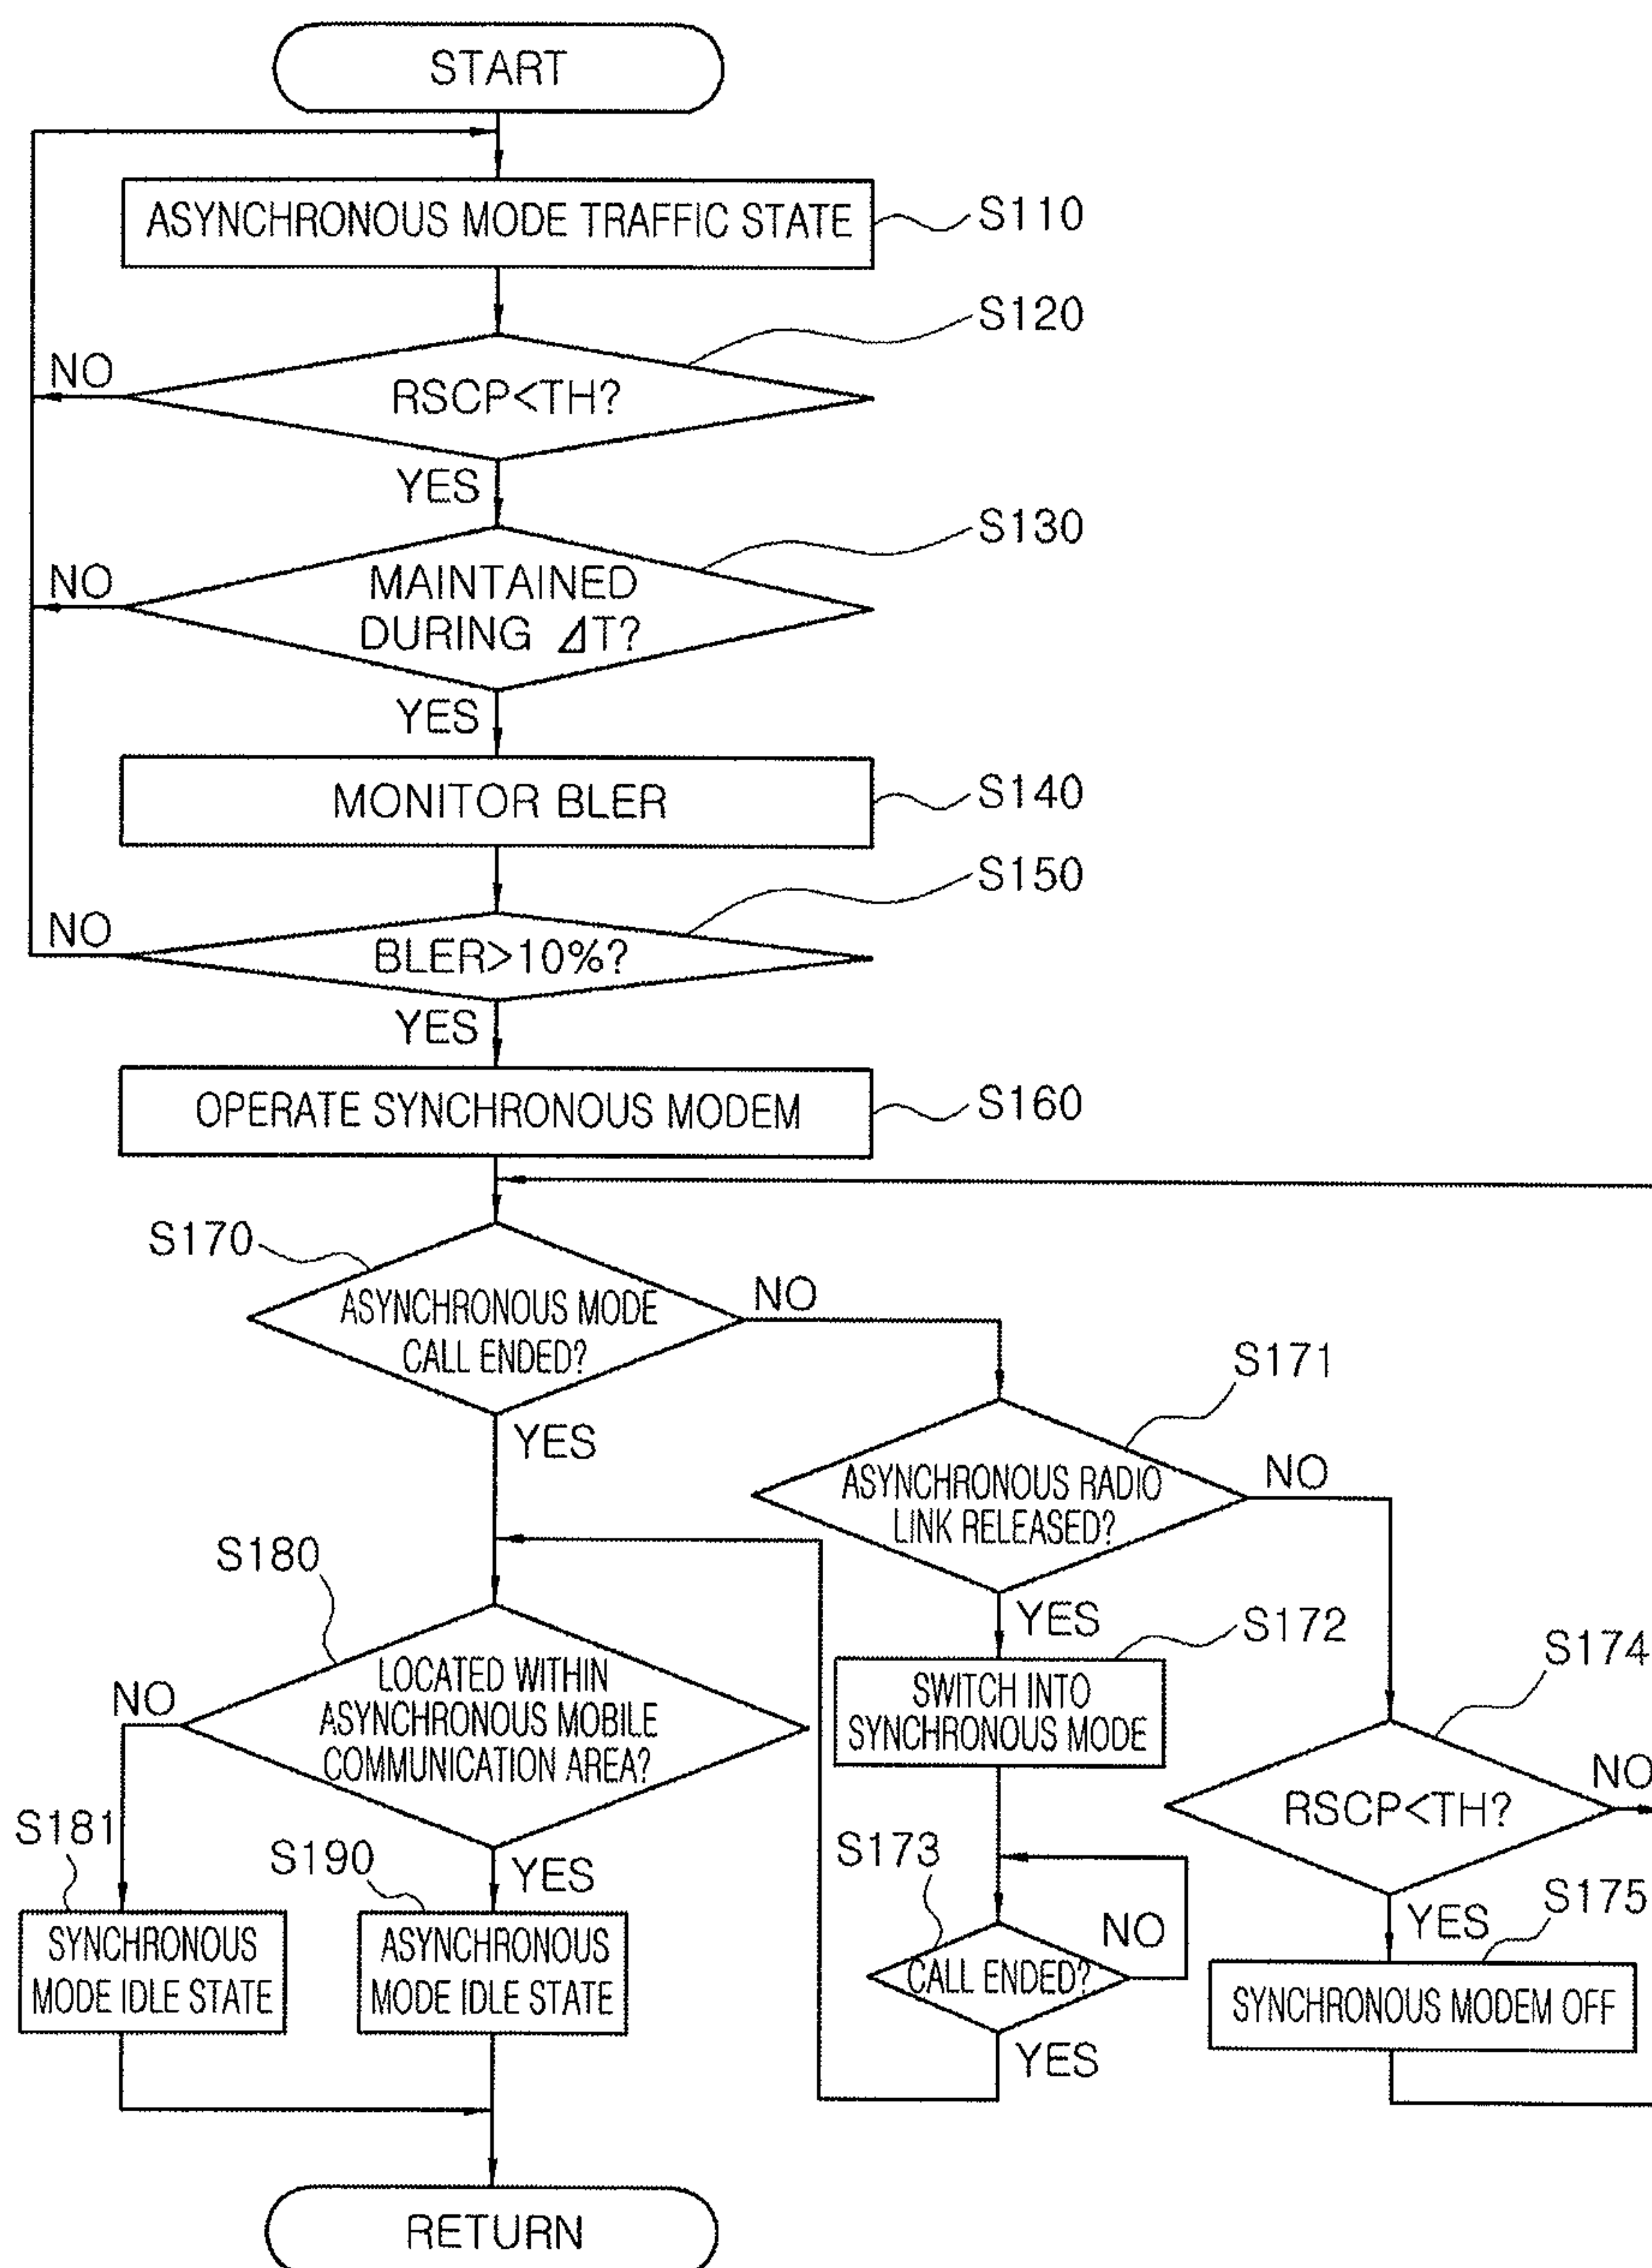 START
ASYNCHRONOUS MODE TRAFFIC STATE
S110
S120
NO
RSCP<TH?
YES
S130
NO
MAINTAINED
DURING ⊿T?
YES
MONITOR BLER
S140
S150
NO
BLER>10%?
YES
OPERATE SYNCHRONOUS MODEM
S160
S170
ASYNCHRONOUS MODE
CALL ENDED?
NO
YES
S171
ASYNCHRONOUS RADIO
LINK RELEASED?
NO
YES
S172
SWITCH INTO
SYNCHRONOUS MODE
S173
CALL ENDED?
NO
YES
S174
RSCP<TH?
NO
YES
S175
SYNCHRONOUS MODEM OFF
S180
LOCATED WITHIN
ASYNCHRONOUS MOBILE
COMMUNICATION AREA?
NO
YES
S181
SYNCHRONOUS
MODE IDLE STATE
S190
ASYNCHRONOUS
MODE IDLE STATE
RETURN